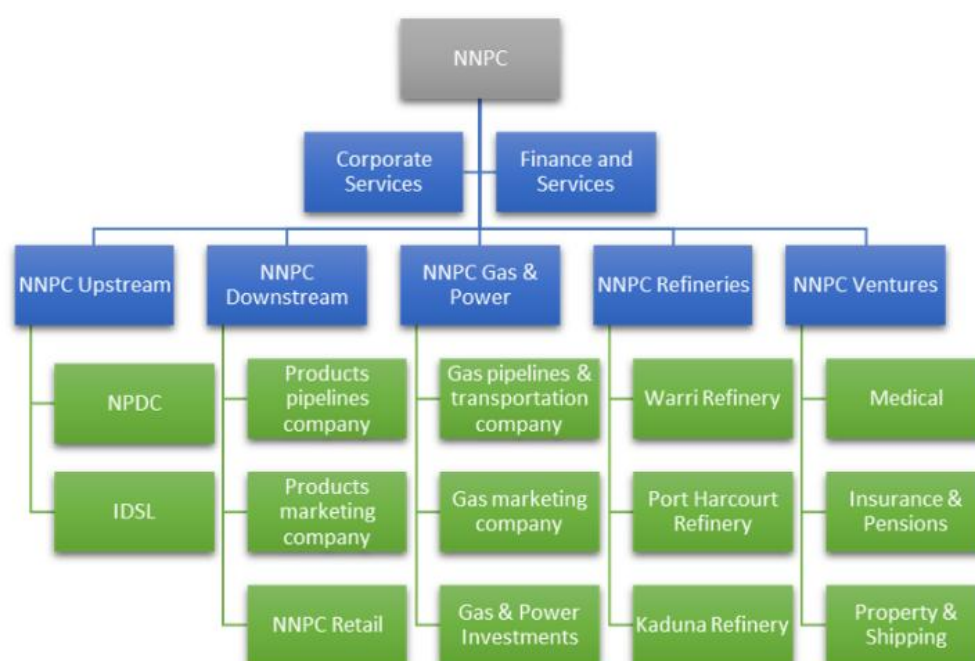 NNPC
Corporate
Services
Finance and
Services
NNPC Upstream
NNPC
Downstream
NNPC Gas &
Power
NNPC Refineries
NNPC Ventures
NPDC
Products
pipelines
company
Gas pipelines &
transportation
company
Warri Refinery
Medical
IDSL
Products
marketing
company
Gas marketing
company
Port Harcourt
Refinery
Insurance &
Pensions
NNPC Retail
Gas & Power
Investments
Kaduna Refinery
Property &
Shipping